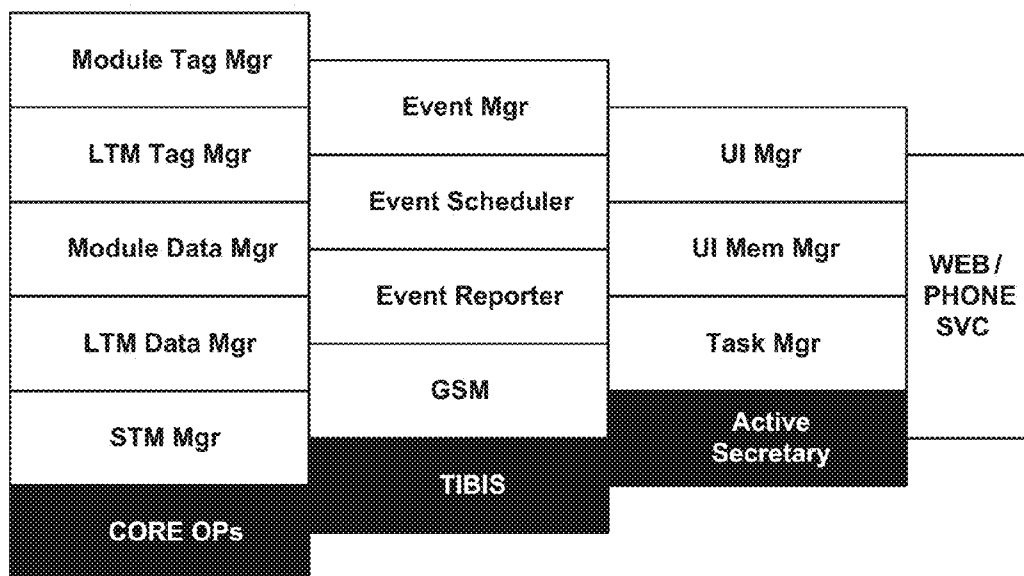 Module Tag Mgr
LTM Tag Mgr
Module Data Mgr
LTM Data Mgr
STM Mgr
CORE OPs
Event Mgr
Event Scheduler
Event Reporter
GSM
TIBIS
UI Mgr
UI Mem Mgr
Task Mgr
Active
Secretary
WEB /
PHONE
SVC